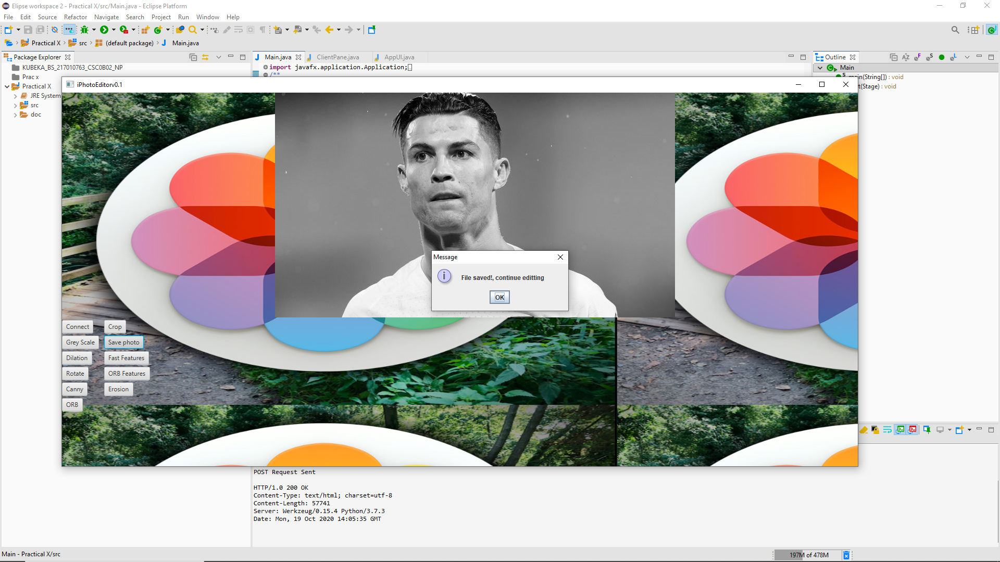 Elipse workspace 2 - Practical X/src/Main.java - Eclipse Platform
File Edit Source Refactor Navigate Search Project Run Window Help
Practical X src (default package) Main.java
Package Explorer
KUBEKA_BS_217010763_CSC0B02_NP
Prac x
Practical X
JRE System
src
doc
Main.java ClientPane.java AppUI.java
import javafx.application.Application;
/**
Outline
Main
main(String[]) : void
t(Stage) : void
iPhotoEditorv0.1
Message
File saved!, continue editting
OK
Connect Crop
Grey Scale Save photo
Dilation Fast Features
Rotate ORB Features
Canny Erosion
ORB
POST Request Sent
HTTP/1.0 200 OK
Content-Type: text/html; charset=utf-8
Content-Length: 57741
Server: Werkzeug/0.15.4 Python/3.7.3
Date: Mon, 19 Oct 2020 14:05:35 GMT
Main - Practical X/src
197M of 478M